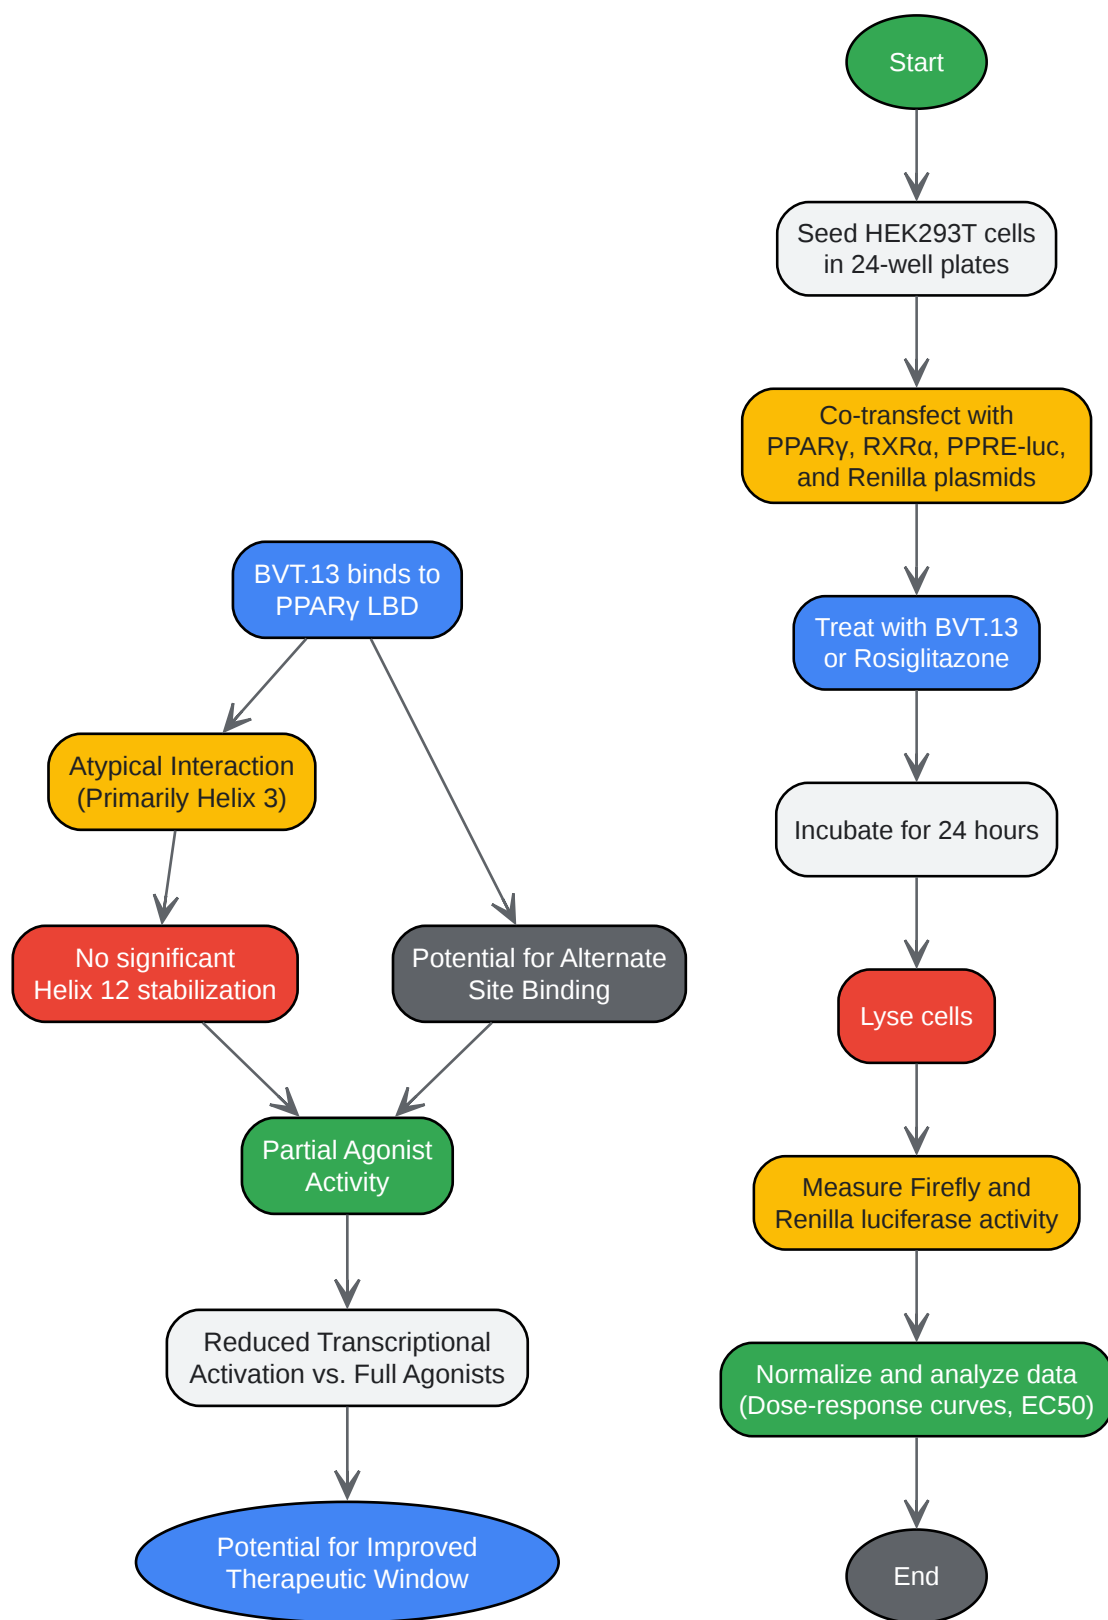 BVT.13 binds to
PPARγ LBD
Atypical Interaction
(Primarily Helix 3)
No significant
Helix 12 stabilization
Potential for Alternate
Site Binding
Partial Agonist
Activity
Reduced Transcriptional
Activation vs. Full Agonists
Potential for Improved
Therapeutic Window
Start
Seed HEK293T cells
in 24-well plates
Co-transfect with
PPARγ, RXRα, PPRE-luc,
and Renilla plasmids
Treat with BVT.13
or Rosiglitazone
Incubate for 24 hours
Lyse cells
Measure Firefly and
Renilla luciferase activity
Normalize and analyze data
(Dose-response curves, EC50)
End